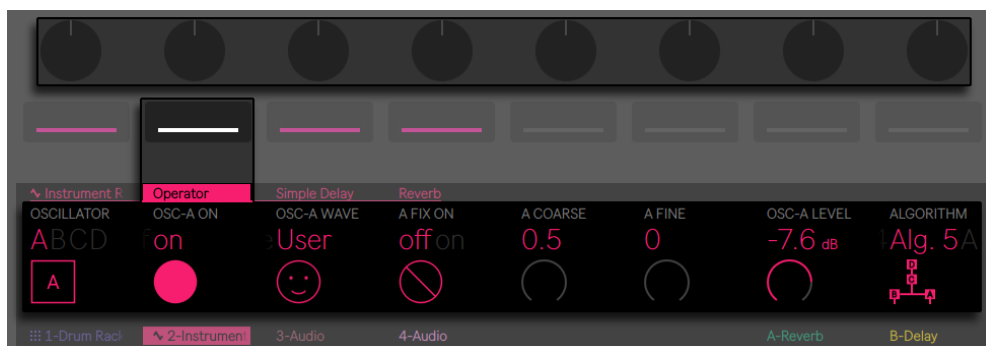 Instrument R Operator Simple Delay Reverb
OSCILLATOR OSC-A ON OSC-A WAVE A FIX ON A COARSE A FINE OSC-A LEVEL ALGORITHM
ABCD on User off on 0.5 0 -7.6 dB Alg. 5
A
D
C
B A
1-Drum Rack 2-Instrument 3-Audio 4-Audio A-Reverb B-Delay